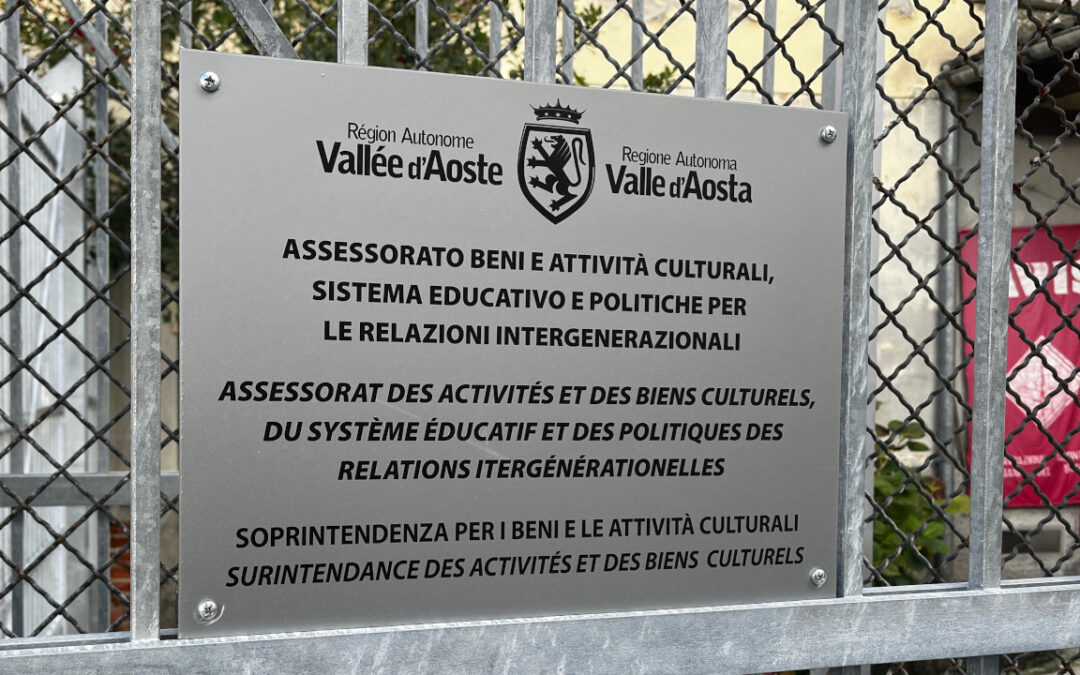 Région Autonome
Vallée d'Aoste
Regione Autonoma
Valle d'Aosta
ASSESSORATO BENI E ATTIVITÀ CULTURALI,
SISTEMA EDUCATIVO E POLITICHE PER
LE RELAZIONI INTERGENERAZIONALI
ASSESSORAT DES ACTIVITÉS ET DES BIENS CULTURELS,
DU SYSTÈME ÉDUCATIF ET DES POLITIQUES DES
RELATIONS ITERGÉNÉRATIONELLES
SOPRINTENDENZA PER I BENI E LE ATTIVITÀ CULTURALI
SURINTENDANCE DES ACTIVITÉS ET DES BIENS CULTURELS